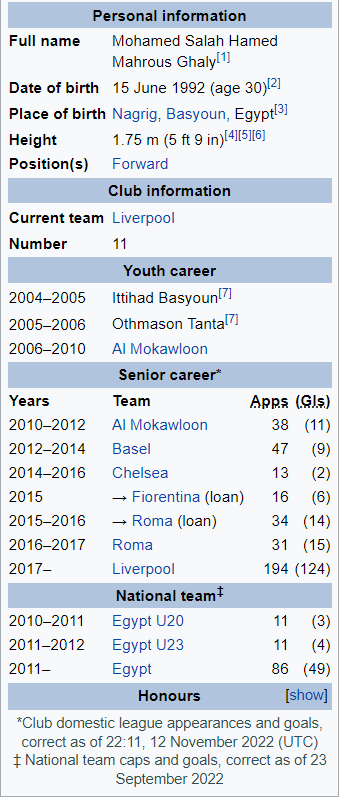 Personal information
Full name Mohamed Salah Hamed
Mahrous Ghaly[1]
Date of birth 15 June 1992 (age 30)[2]
Place of birth Nagrig, Basyoun, Egypt[3]
Height 1.75 m (5 ft 9 in)[4][5][6]
Position(s) Forward
Club information
Current team Liverpool
Number 11
Youth career
2004–2005 Ittihad Basyoun[7]
2005–2006 Othmason Tanta[7]
2006–2010 Al Mokawloon
Senior career*
Years Team Apps (Gls)
2010–2012 Al Mokawloon 38 (11)
2012–2014 Basel 47 (9)
2014–2016 Chelsea 13 (2)
2015 → Fiorentina (loan) 16 (6)
2015–2016 → Roma (loan) 34 (14)
2016–2017 Roma 31 (15)
2017– Liverpool 194 (124)
National team‡
2010–2011 Egypt U20 11 (3)
2011–2012 Egypt U23 11 (4)
2011– Egypt 86 (49)
Honours [show]
*Club domestic league appearances and goals,
correct as of 22:11, 12 November 2022 (UTC)
‡ National team caps and goals, correct as of 23
September 2022